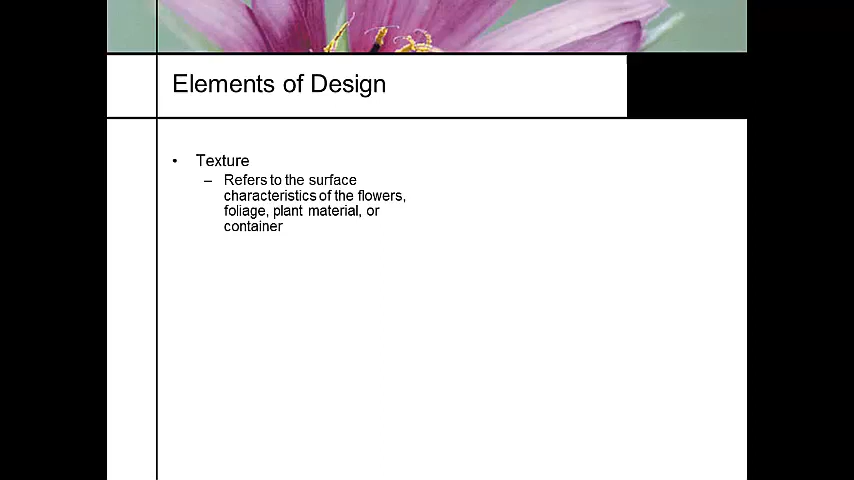 Elements of Design
• Texture
– Refers to the surface
characteristics of the flowers,
foliage, plant material, or
container